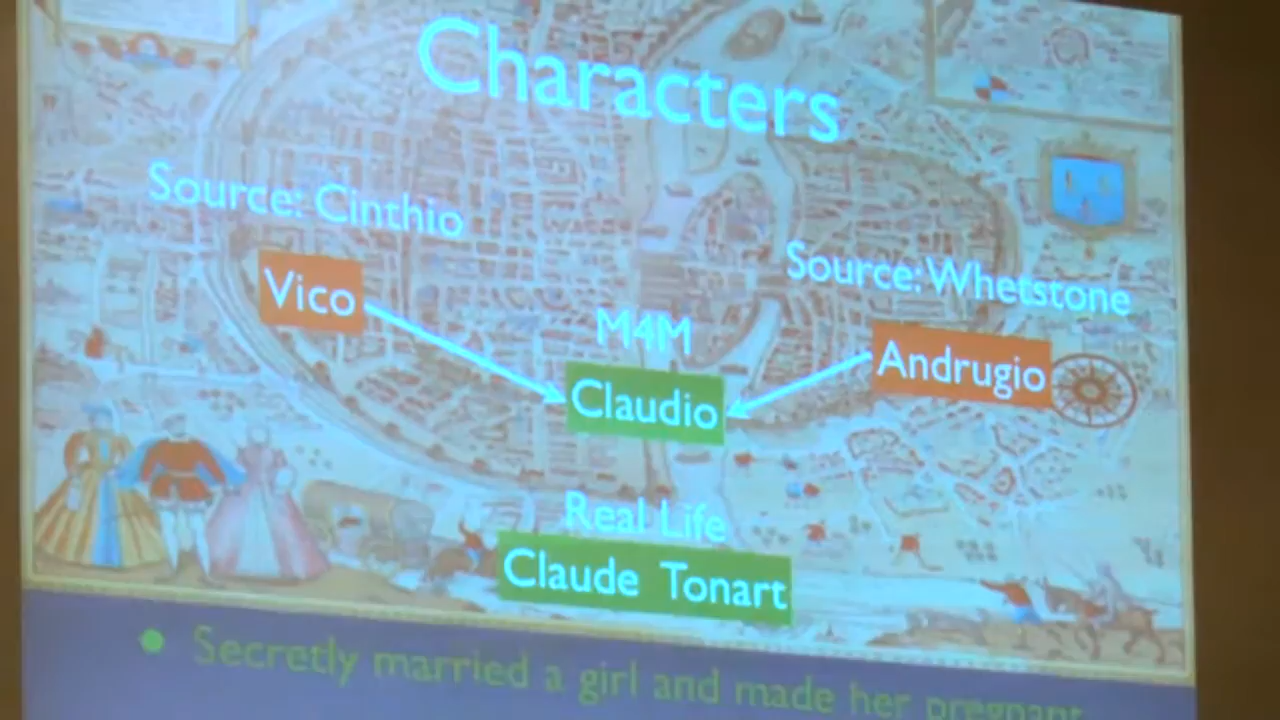 Characters
Source: Cinthio
Source: Whetstone
Vico
M4M
Andrugio
Claudio
Real Life
Claude Tonart
Secretly married a girl and made her pregnant